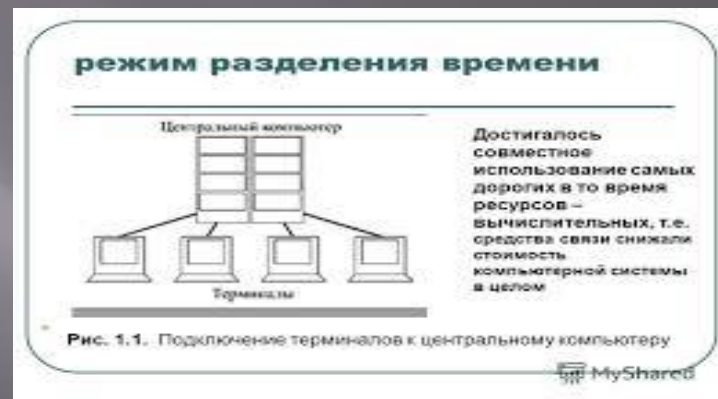 режим разделения времени
Центральный компьютер
Терминалы
Достигалось
совместное
использование самых
дорогих в то время
ресурсов –
вычислительных, т.е.
средства связи снижали
стоимость
компьютерной системы
в целом
Рис. 1.1. Подключение терминалов к центральному компьютеру
MyShared